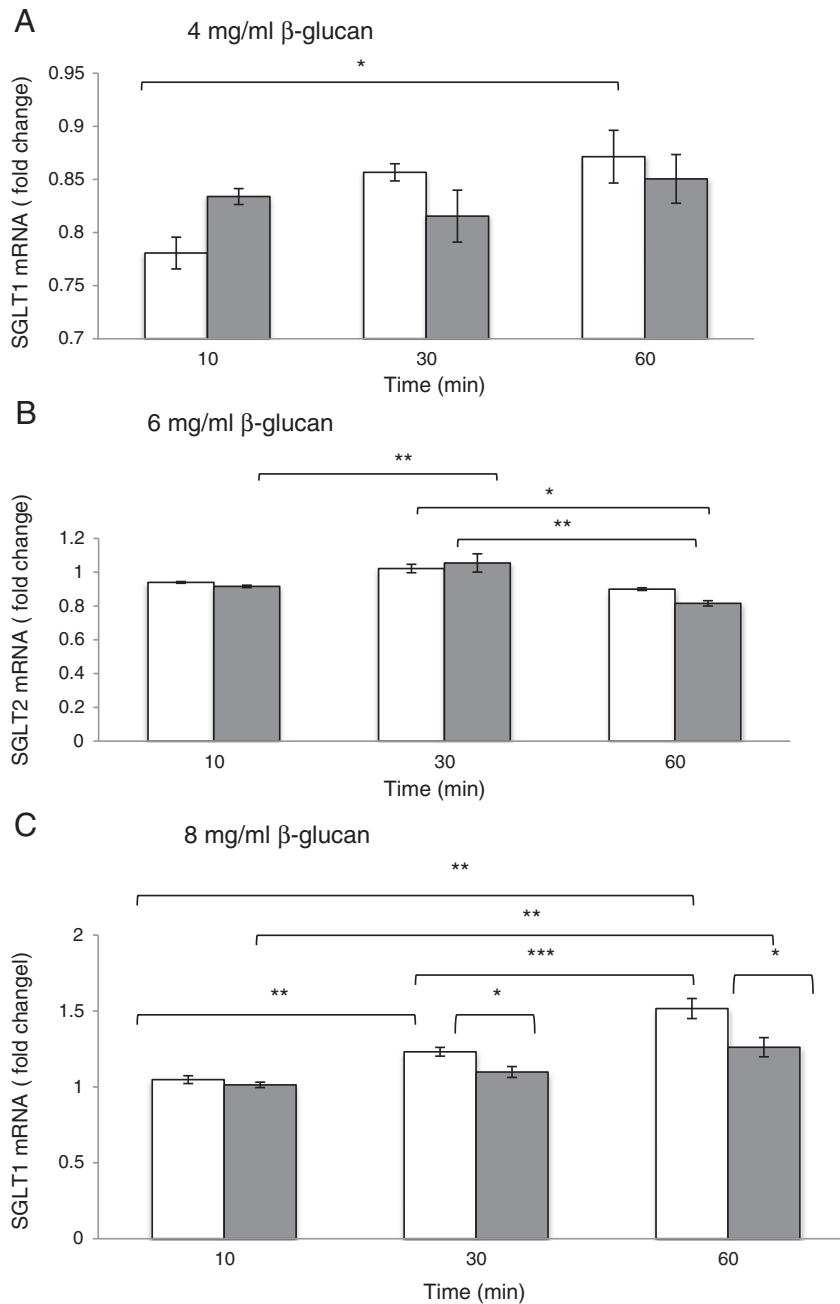 A
4 mg/ml β-glucan
*
SGLT1 mRNA ( fold change)
0.95
0.9
0.85
0.8
0.75
0.7
10 30 60
Time (min)
B
6 mg/ml β-glucan
**
*
**
SGLT2 mRNA ( fold change)
1.2
1
0.8
0.6
0.4
0.2
0
10 30 60
Time (min)
C
8 mg/ml β-glucan
**
**
*** *
** *
SGLT1 mRNA ( fold changel)
2
1.5
1
0.5
0
10 30 60
Time (min)